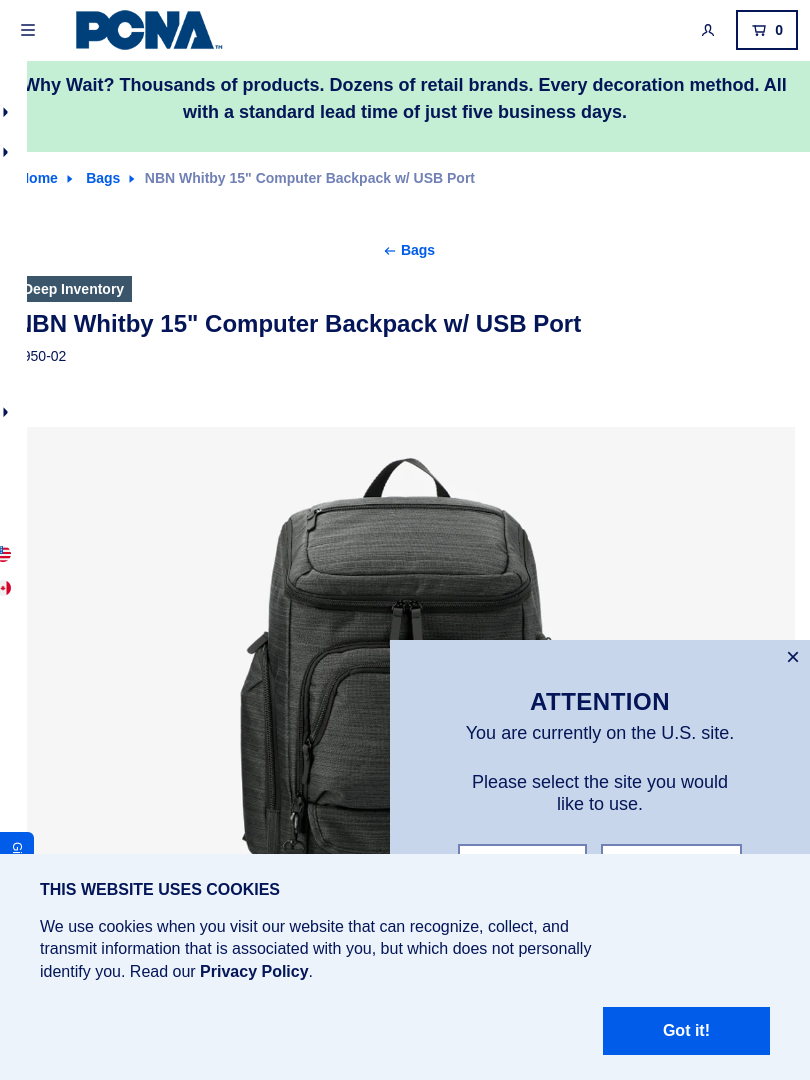 PCNA™
0
Why Wait? Thousands of products. Dozens of retail brands. Every decoration method. All
with a standard lead time of just five business days.
Home Bags NBN Whitby 15" Computer Backpack w/ USB Port
Bags
Deep Inventory
NBN Whitby 15" Computer Backpack w/ USB Port
950-02
ATTENTION
You are currently on the U.S. site.
Please select the site you would
like to use.
THIS WEBSITE USES COOKIES
We use cookies when you visit our website that can recognize, collect, and
transmit information that is associated with you, but which does not personally
identify you. Read our Privacy Policy.
Got it!